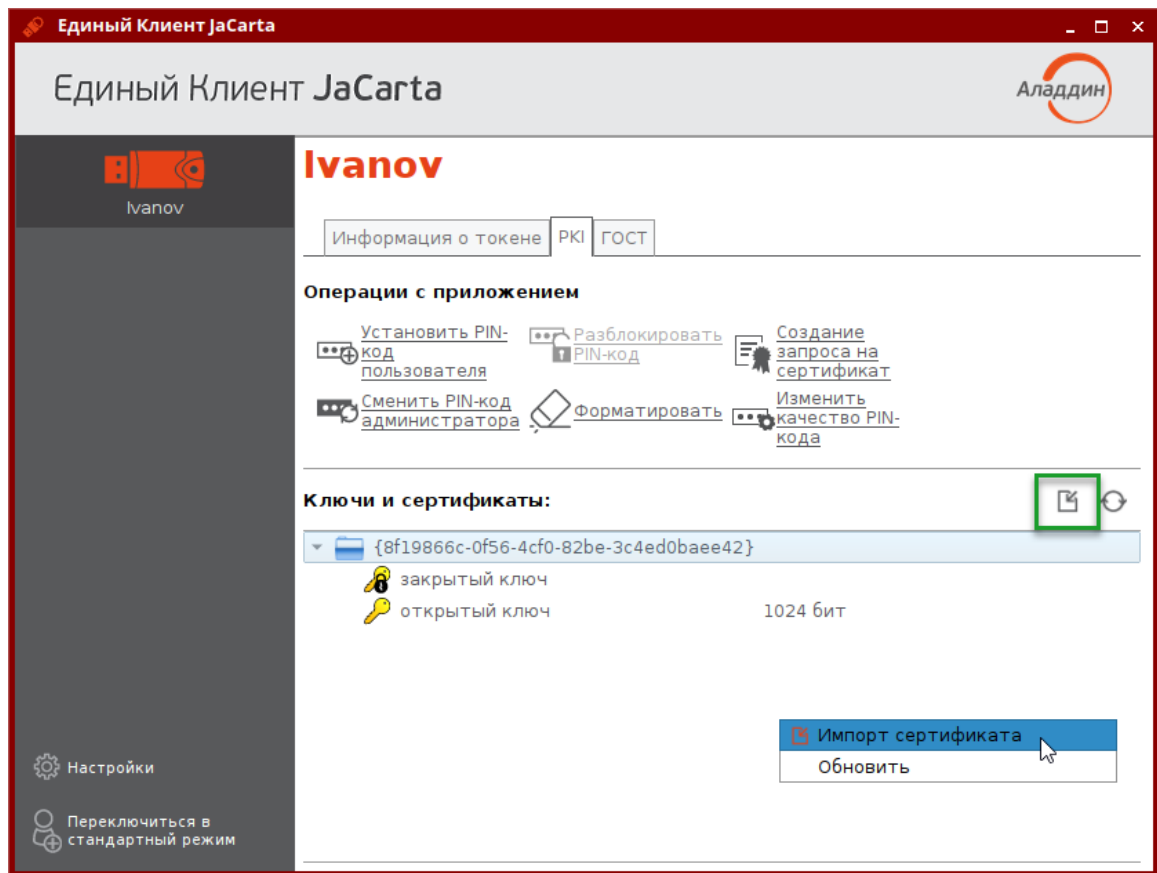 Единый Клиент JaCarta
Единый Клиент JaCarta
Аладдин
Ivanov
Ivanov
Информация о токене
PKI
ГОСТ
Операции с приложением
Установить PIN-
код
пользователя
Разблокировать
PIN-код
Создание
запроса на
сертификат
Сменить PIN-код
администратора
Форматировать
Изменить
качество PIN-
кода
Ключи и сертификаты:
{8f19866c-0f56-4cf0-82be-3c4ed0baee42}
закрытый ключ
открытый ключ 1024 бит
Импорт сертификата
Обновить
Настройки
Переключиться в
стандартный режим